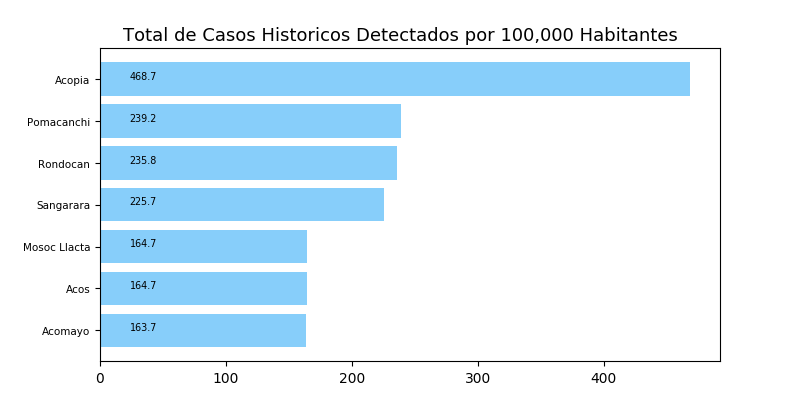 Total de Casos Historicos Detectados por 100,000 Habitantes
Acopia 468.7
Pomacanchi 239.2
Rondocan 235.8
Sangarara 225.7
Mosoc Llacta 164.7
Acos 164.7
Acomayo 163.7
0 100 200 300 400